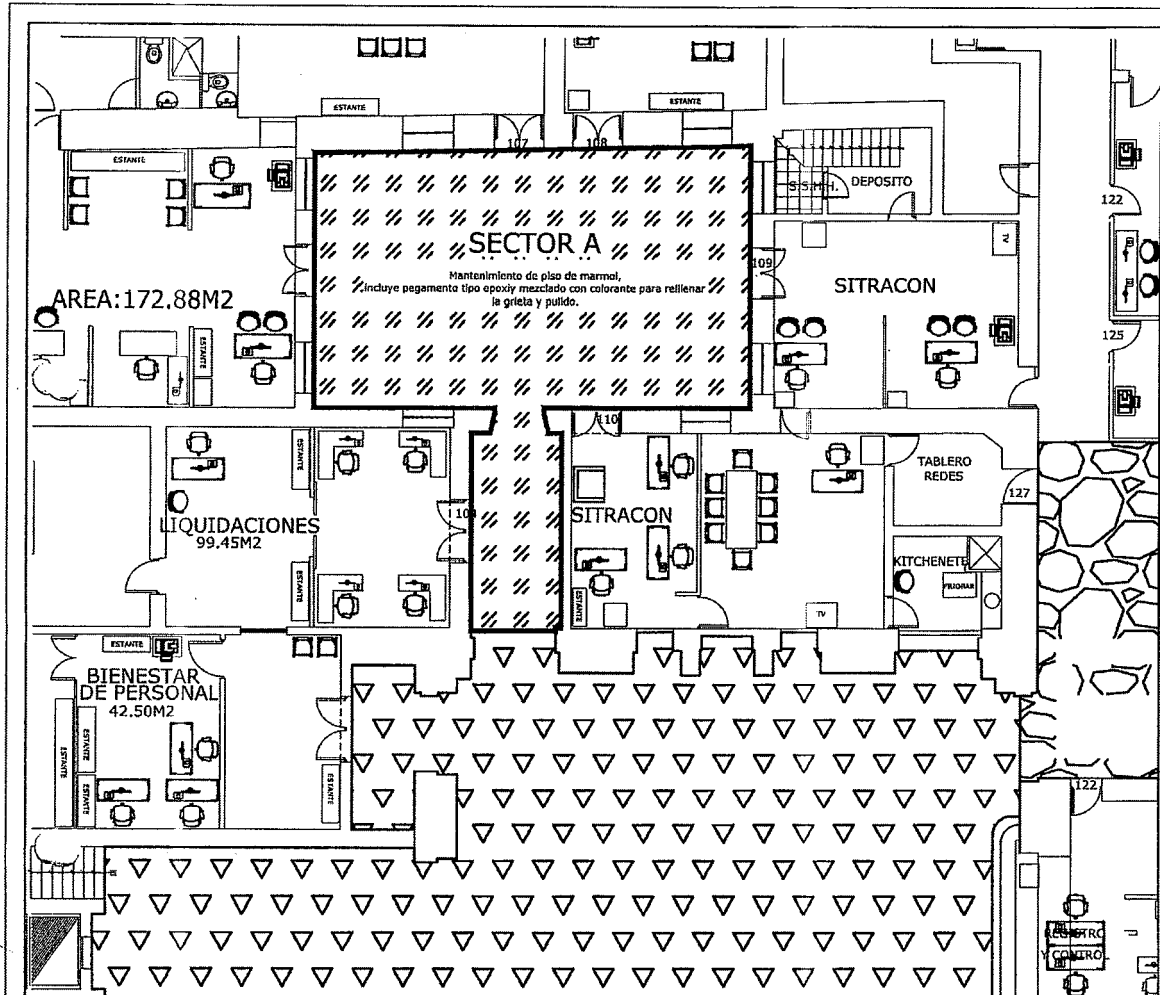 ESTANTE
ESTANTE
107
108
ESTANTE
S.S.H.H.
DEPOSITO
122
TV
SECTOR A
Mantenimiento de piso de marmol,
incluye pegamento tipo epoxiy mezclado con colorante para rellenar
la grieta y pulido.
109
SITRACON
AREA:172.88M2
125
ESTANTE
110
ESTANTE
TABLERO
REDES
127
LIQUIDACIONES
99.45M2
SITRACON
KITCHENETE
FRIOBAR
ESTANTE
ESTANTE
TV
ESTANTE
BIENESTAR
DE PERSONAL
42.50M2
ESTANTE
ESTANTE
ESTANTE
ESTANTE
122
REGISTRO
Y CONTROL